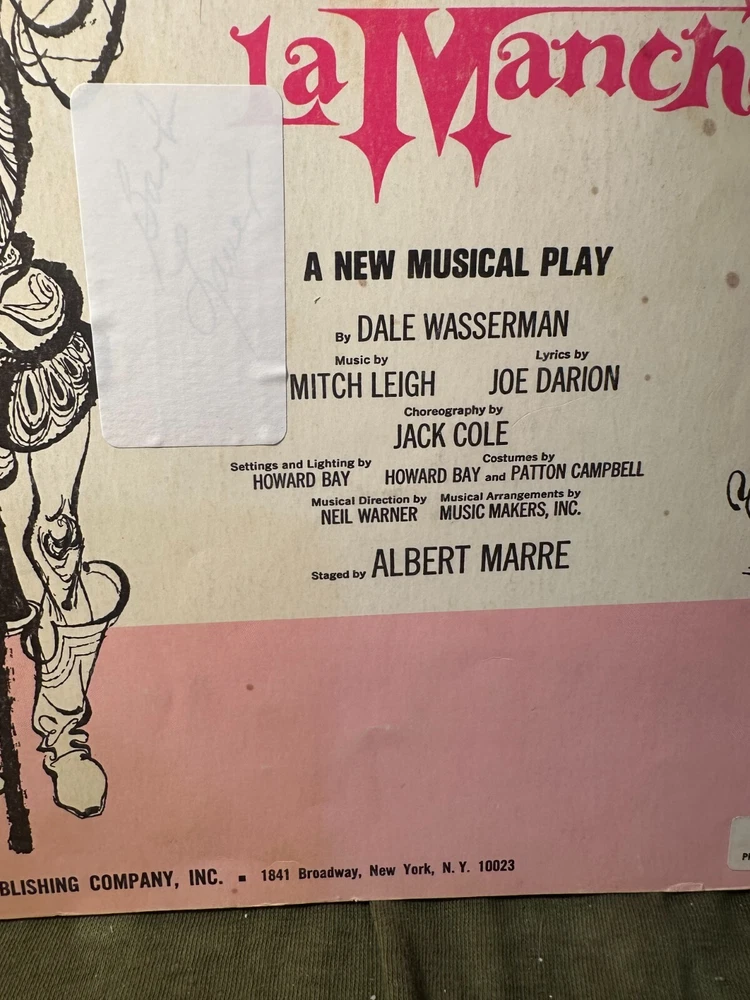 la Manch
A NEW MUSICAL PLAY
By DALE WASSERMAN
Music by Lyrics by
MITCH LEIGH JOE DARION
Choreography by
JACK COLE
Settings and Lighting by Costumes by
HOWARD BAY HOWARD BAY and PATTON CAMPBELL
Musical Direction by Musical Arrangements by
NEIL WARNER MUSIC MAKERS, INC.
Staged by ALBERT MARRE
BLISHING COMPANY, INC. ▪ 1841 Broadway, New York, N.Y. 10023